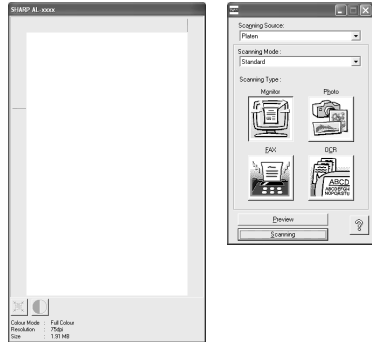 SHARP AL-xxxx
Colour Mode : Full Colour
Resolution : 75dpi
Size : 1.91 MB
Scanning Source:
Platen
Scanning Mode :
Standard
Scanning Type :
Monitor
Photo
FAX
OCR
ABCD
Preview
Scanning
?